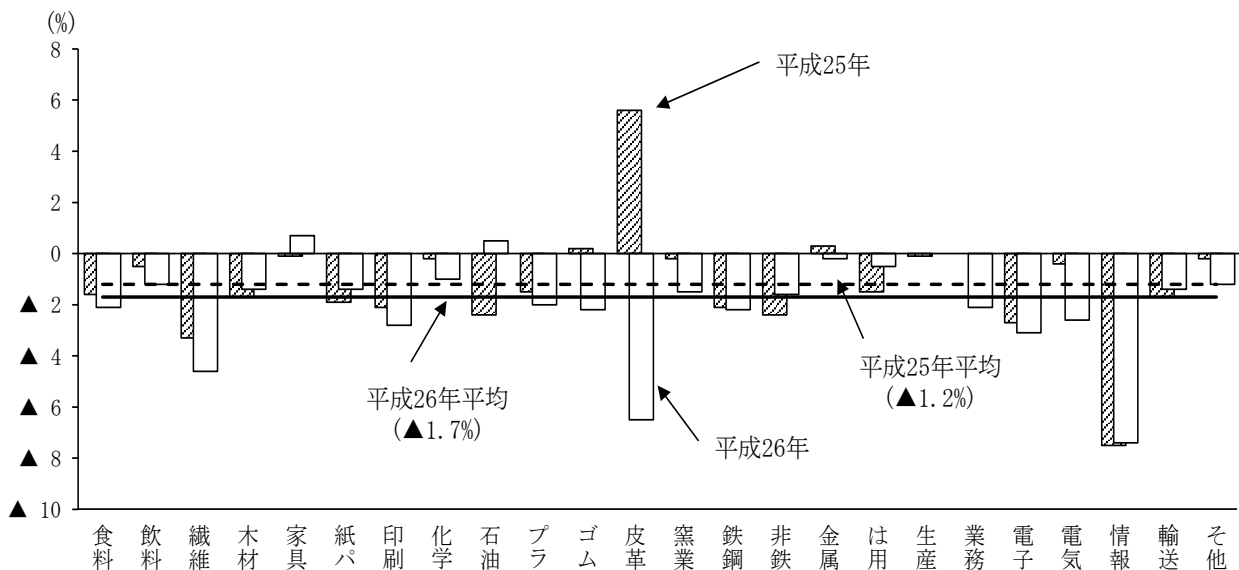 (%)
8
6
4
2
0
▲ 2
▲ 4
▲ 6
▲ 8
▲ 10
平成25年
平成26年平均
(▲1.7%)
平成25年平均
(▲1.2%)
平成26年
食料
飲料
繊維
木材
家具
紙パ
印刷
化学
石油
プラ
ゴム
皮革
窯業
鉄鋼
非鉄
金属
は用
生産
業務
電子
電気
情報
輸送
その他